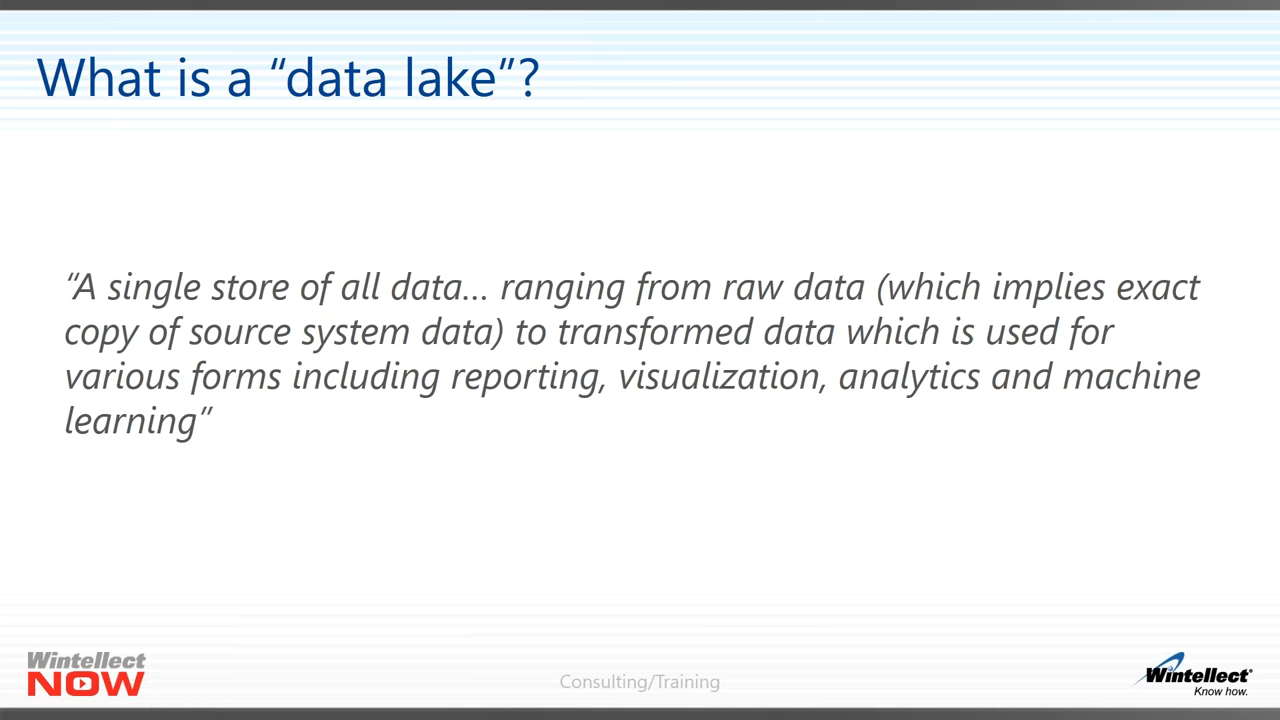 What is a “data lake”?
“A single store of all data... ranging from raw data (which implies exact
copy of source system data) to transformed data which is used for
various forms including reporting, visualization, analytics and machine
learning”
Wintellect
NOW
Consulting/Training
Wintellect®
Know how.